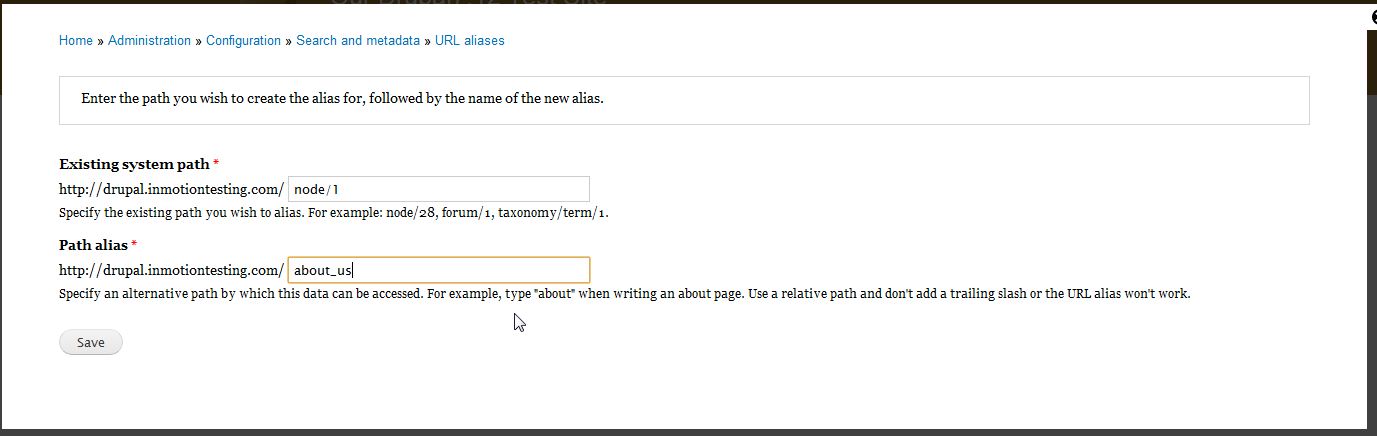 Home » Administration » Configuration » Search and metadata » URL aliases
Enter the path you wish to create the alias for, followed by the name of the new alias.
Existing system path *
http://drupal.inmotiontesting.com/ node/1
Specify the existing path you wish to alias. For example: node/28, forum/1, taxonomy/term/1.
Path alias *
http://drupal.inmotiontesting.com/ about_us
Specify an alternative path by which this data can be accessed. For example, type "about" when writing an about page. Use a relative path and don't add a trailing slash or the URL alias won't work.
Save